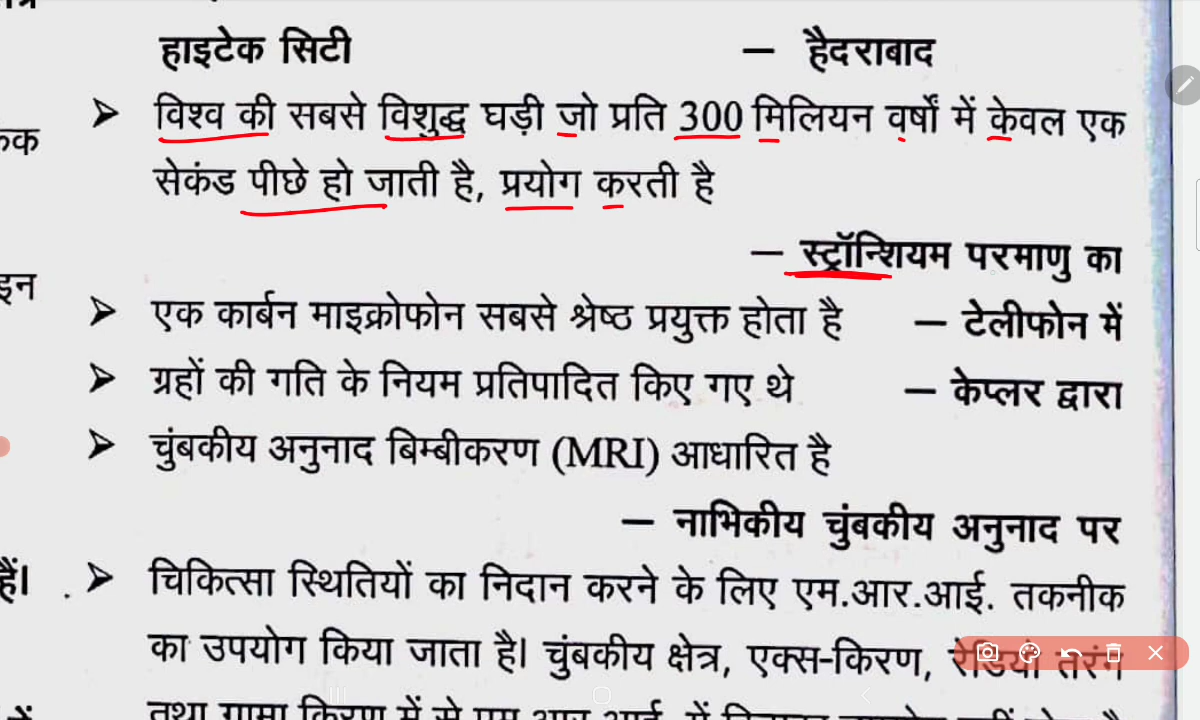 हाइटेक सिटी — हैदराबाद
➤ विश्व की सबसे विशुद्ध घड़ी जो प्रति 300 मिलियन वर्षों में केवल एक
सेकंड पीछे हो जाती है, प्रयोग करती है
— स्ट्रॉन्शियम परमाणु का
इन
➤ एक कार्बन माइक्रोफोन सबसे श्रेष्ठ प्रयुक्त होता है — टेलीफोन में
➤ ग्रहों की गति के नियम प्रतिपादित किए गए थे — केप्लर द्वारा
➤ चुंबकीय अनुनाद बिम्बीकरण (MRI) आधारित है
— नाभिकीय चुंबकीय अनुनाद पर
हैं।
➤ चिकित्सा स्थितियों का निदान करने के लिए एम.आर.आई. तकनीक
का उपयोग किया जाता है। चुंबकीय क्षेत्र, एक्स-किरण, रेडियो तरंग